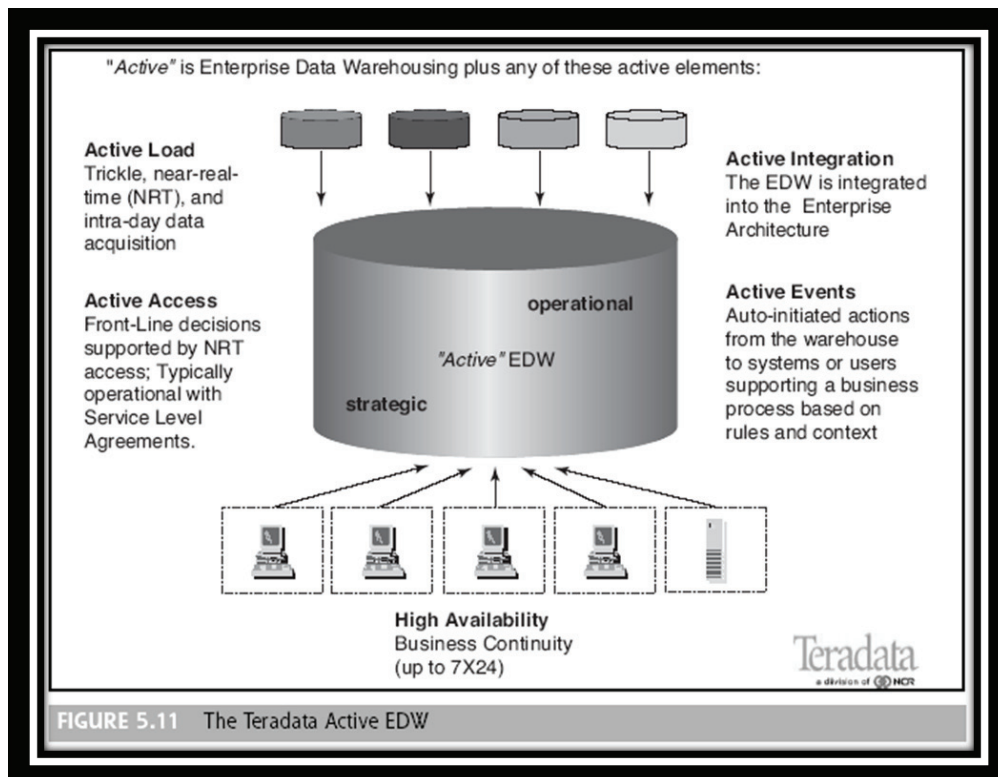 "Active" is Enterprise Data Warehousing plus any of these active elements:
Active Load
Trickle, near-real-
time (NRT), and
intra-day data
acquisition
Active Integration
The EDW is integrated
into the Enterprise
Architecture
Active Access
Front-Line decisions
supported by NRT
access; Typically
operational with
Service Level
Agreements.
operational
"Active" EDW
strategic
Active Events
Auto-initiated actions
from the warehouse
to systems or users
supporting a business
process based on
rules and context
High Availability
Business Continuity
(up to 7X24)
Teradata
a division of NCR
FIGURE 5.11 The Teradata Active EDW